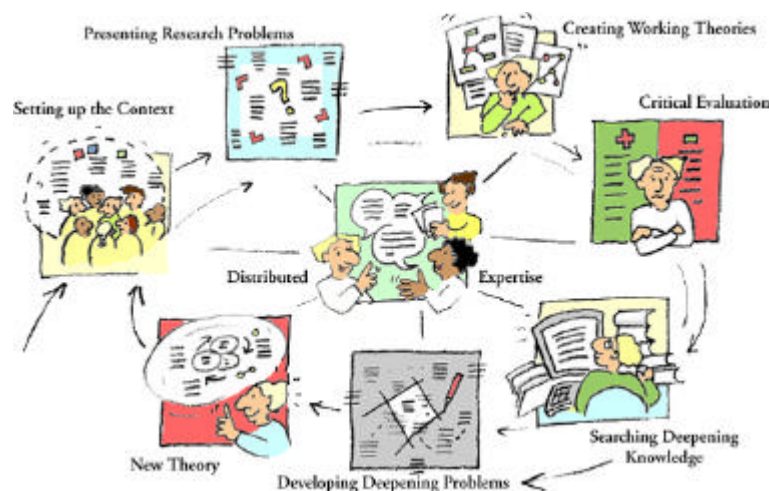 Presenting Research Problems
Creating Working Theories
Setting up the Context
Critical Evaluation
Distributed
Expertise
New Theory
Developing Deepening Problems
Searching Deepening
Knowledge